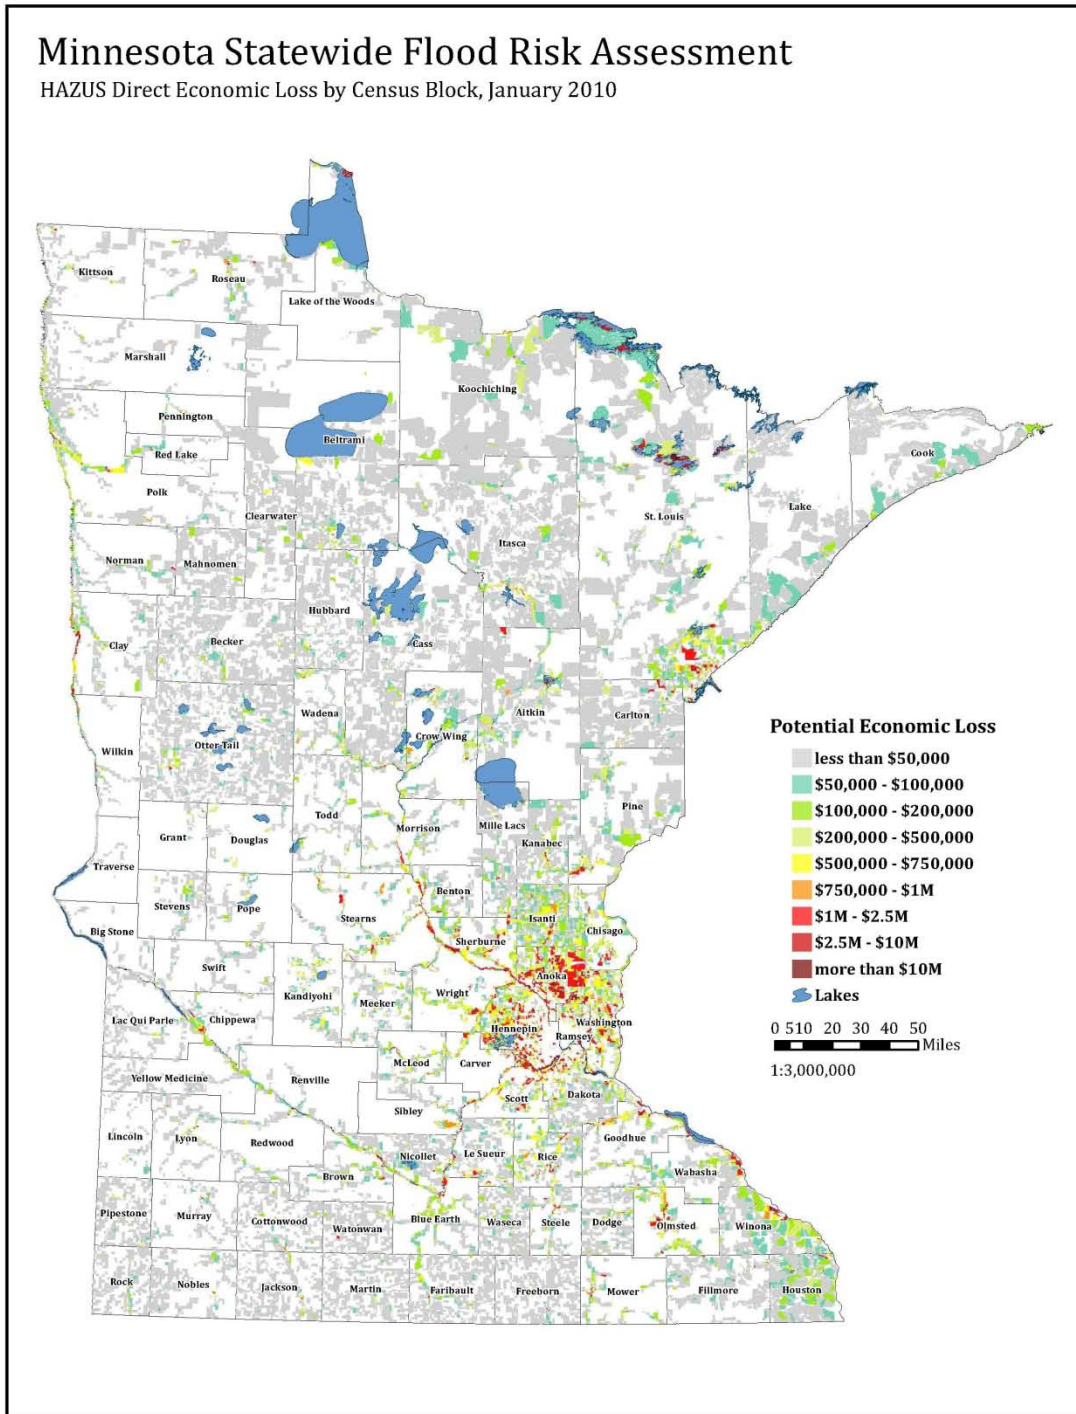 Minnesota Statewide Flood Risk Assessment
HAZUS Direct Economic Loss by Census Block, January 2010
Kittson
Roseau
Lake of the Woods
Marshall
Koochiching
Pennington
Beltrami
Red Lake
Cook
Polk
Clearwater
St. Louis
Lake
Itasca
Norman
Mahnomen
Hubbard
Clay
Becker
Cass
Wadena
Aitkin
Carlton
Crow Wing
Otter Tail
Wilkin
Pine
Todd
Morrison
Mille Lacs
Grant
Douglas
Kanabec
Traverse
Benton
Stevens
Pope
Stearns
Isanti
Chisago
Big Stone
Sherburne
Swift
Anoka
Kandiyohi
Meeker
Wright
Lac Qui Parle
Chippewa
Hennepin
Washington
Ramsey
McLeod
Carver
Yellow Medicine
Renville
Scott
Dakota
Sibley
Lincoln
Lyon
Redwood
Goodhue
Nicollet
Le Sueur
Rice
Wabasha
Brown
Pipestone
Murray
Cottonwood
Watonwan
Blue Earth
Waseca
Steele
Dodge
Olmsted
Winona
Rock
Nobles
Jackson
Martin
Faribault
Freeborn
Mower
Fillmore
Houston
Potential Economic Loss
less than $50,000
$50,000 - $100,000
$100,000 - $200,000
$200,000 - $500,000
$500,000 - $750,000
$750,000 - $1M
$1M - $2.5M
$2.5M - $10M
more than $10M
Lakes
0 510 20 30 40 50
Miles
1:3,000,000